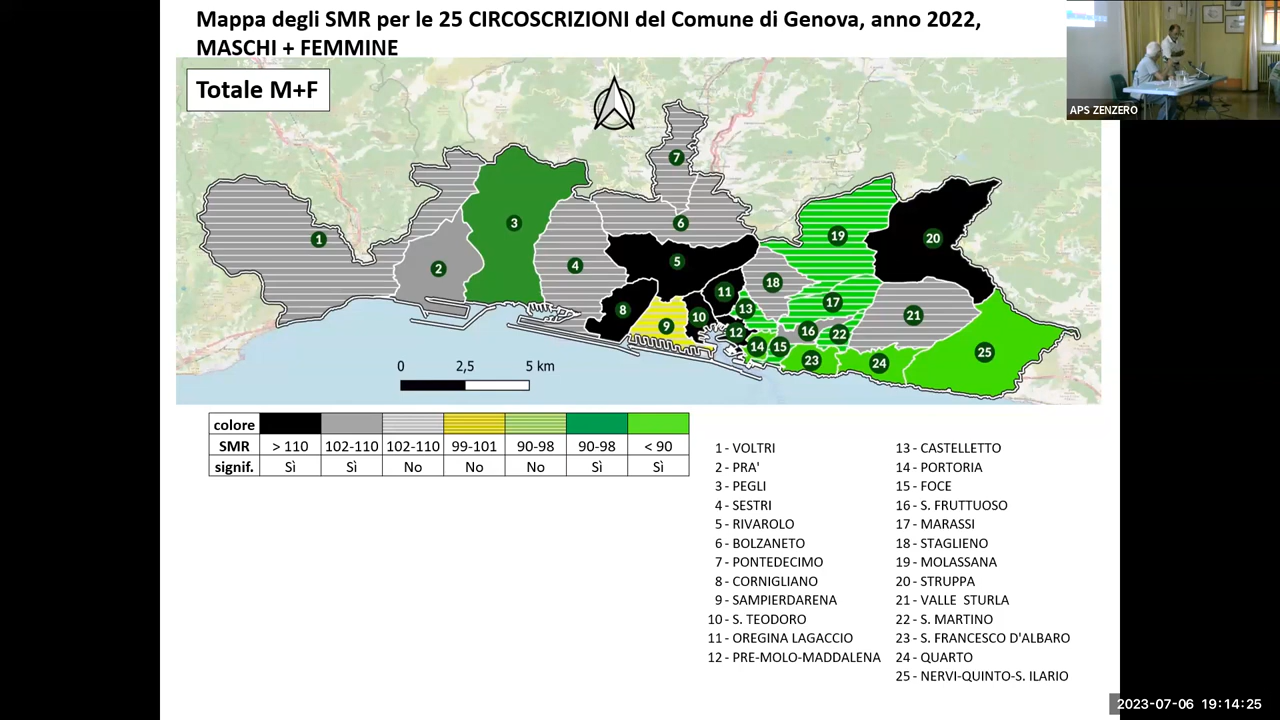 Mappa degli SMR per le 25 CIRCOSCRIZIONI del Comune di Genova, anno 2022,
MASCHI + FEMMINE
Totale M+F
APS ZENZERO
7
1
2
3
4
5
6
8
9
10
11
12
13
14
15
16
17
18
19
20
21
22
23
24
25
0 2,5 5 km
colore
SMR > 110 102-110 102-110 99-101 90-98 90-98 < 90
signif. Sì Sì No No No Sì Sì
1 - VOLTRI
2 - PRA'
3 - PEGLI
4 - SESTRI
5 - RIVAROLO
6 - BOLZANETO
7 - PONTEDECIMO
8 - CORNIGLIANO
9 - SAMPIERDARENA
10 - S. TEODORO
11 - OREGINA LAGACCIO
12 - PRE-MOLO-MADDALENA
13 - CASTELLETTO
14 - PORTORIA
15 - FOCE
16 - S. FRUTTUOSO
17 - MARASSI
18 - STAGLIENO
19 - MOLASSANA
20 - STRUPPA
21 - VALLE STURLA
22 - S. MARTINO
23 - S. FRANCESCO D'ALBARO
24 - QUARTO
25 - NERVI-QUINTO-S. ILARIO
2023-07-06 19:14:25